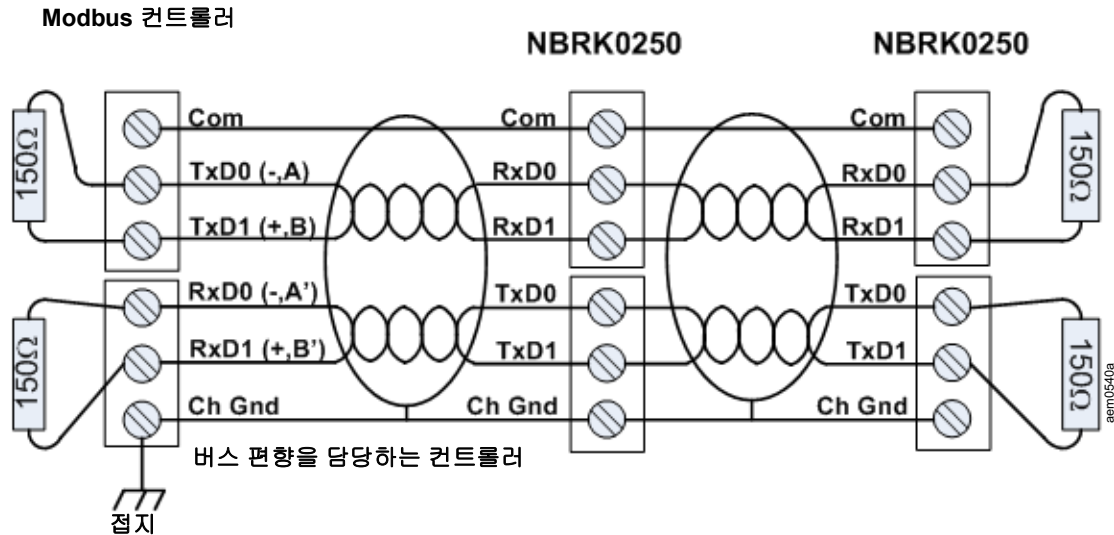 Modbus 컨트롤러
NBRK0250
NBRK0250
150Ω
Com
Com
Com
150Ω
TxD0 (-,A)
RxD0
RxD0
TxD1 (+,B)
RxD1
RxD1
150Ω
RxD0 (-,A')
TxD0
TxD0
150Ω
RxD1 (+,B')
TxD1
TxD1
Ch Gnd
Ch Gnd
Ch Gnd
버스 편향을 담당하는 컨트롤러
접지
aem0540a